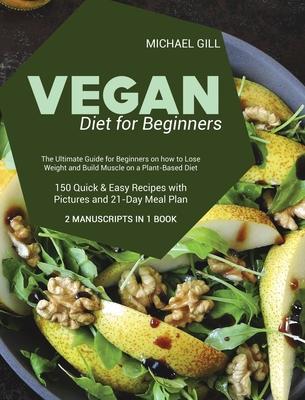 MICHAEL GILL
VEGAN
Diet for Beginners
The Ultimate Guide for Beginners on how to Lose
Weight and Build Muscle on a Plant-Based Diet
150 Quick & Easy Recipes with
Pictures and 21-Day Meal Plan
2 MANUSCRIPTS IN 1 BOOK